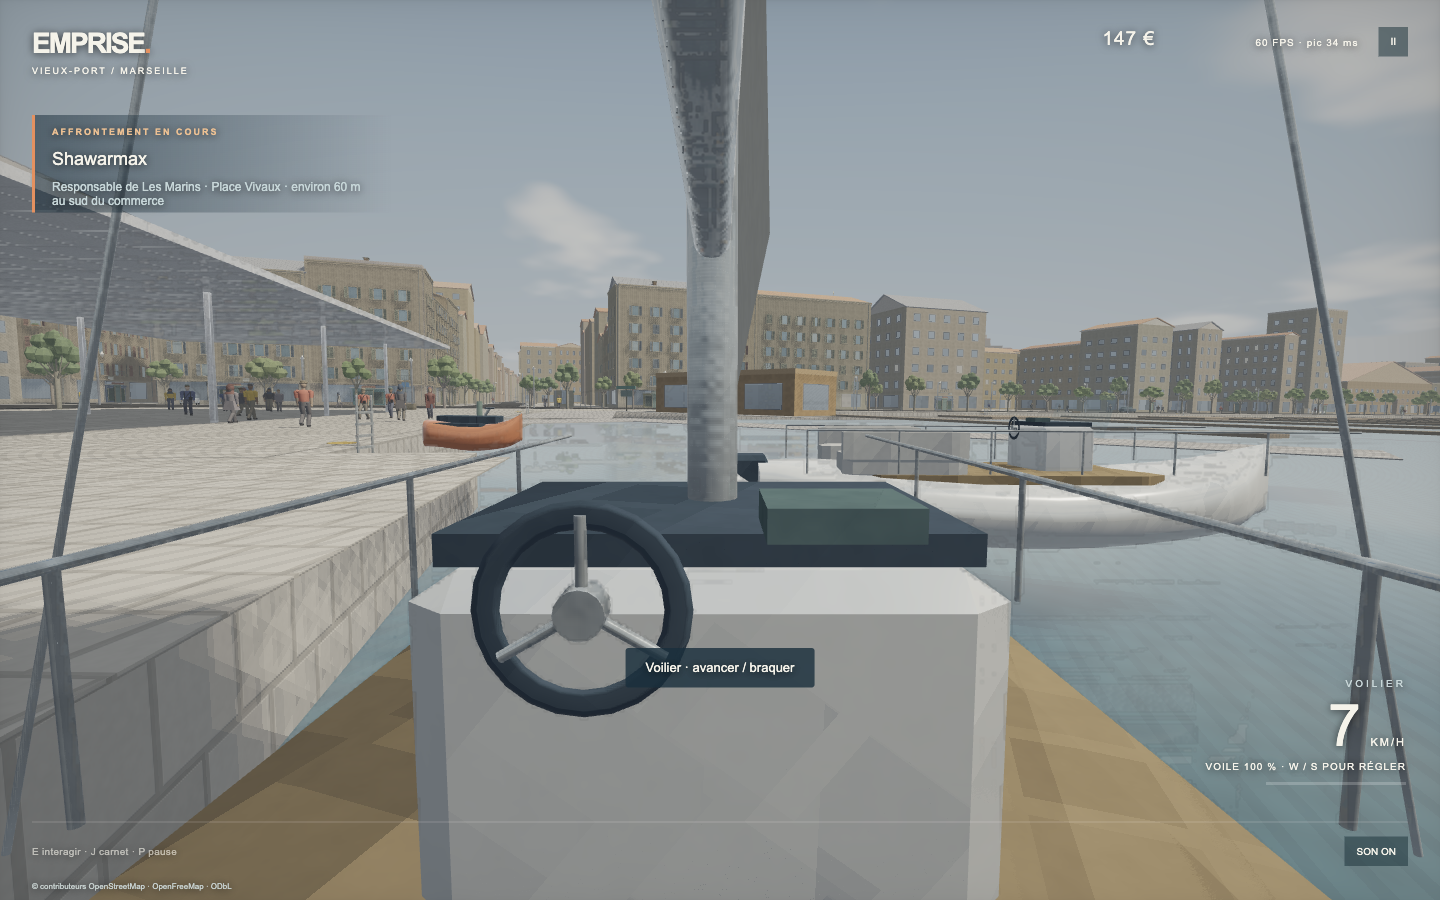 EMPRISE.
VIEUX-PORT / MARSEILLE
147 €
60 FPS · pic 34 ms
II
AFFRONTEMENT EN COURS
Shawarmax
Responsable de Les Marins · Place Vivaux · environ 60 m
au sud du commerce
Voilier · avancer / braquer
VOILIER
7 KM/H
VOILE 100 % · W / S POUR RÉGLER
E interagir · J carnet · P pause
SON ON
© contributeurs OpenStreetMap · OpenFreeMap · ODbL